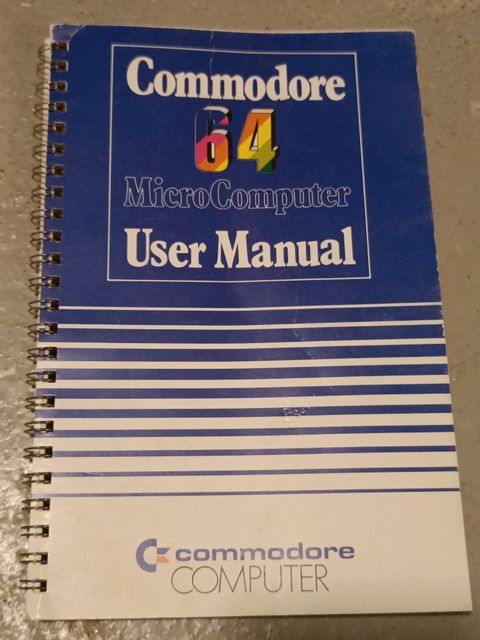 Commodore
64
MicroComputer
User Manual
commodore
COMPUTER